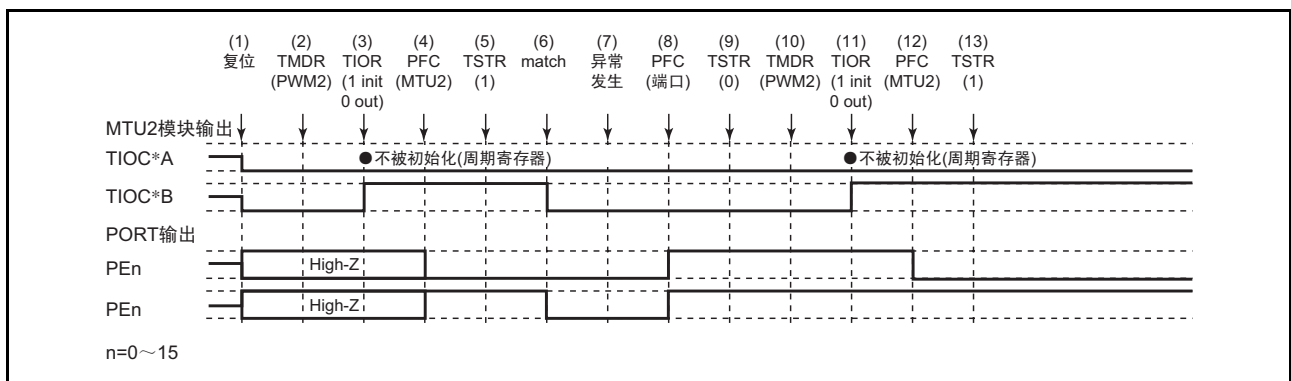 (1) (2) (3) (4) (5) (6) (7) (8) (9) (10) (11) (12) (13)
复位 TMDR TIOR PFC TSTR match 异常 PFC TSTR TMDR TIOR PFC TSTR
(PWM2) (1 init (MTU2) (1) 发生 (端口) (0) (PWM2) (1 init (MTU2) (1)
0 out) 0 out)
MTU2模块输出
TIOC*A ●不被初始化(周期寄存器) ●不被初始化(周期寄存器)
TIOC*B
PORT输出
PEn High-Z
PEn High-Z
n=0～15